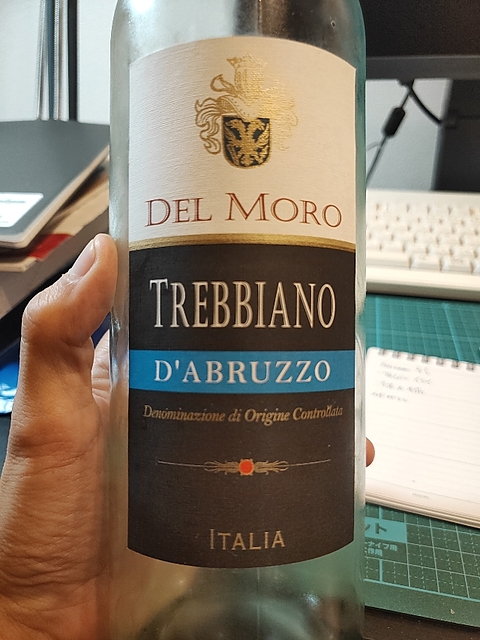 DEL MORO
TREBBIANO
D'ABRUZZO
Denominazione di Origine Controllata
ITALIA